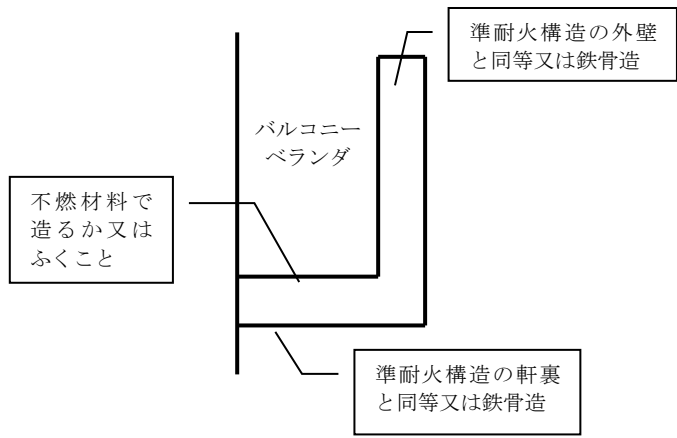 準耐火構造の外壁
と同等又は鉄骨造
バルコニー
ベランダ
不燃材料で
造るか又は
ふくこと
準耐火構造の軒裏
と同等又は鉄骨造